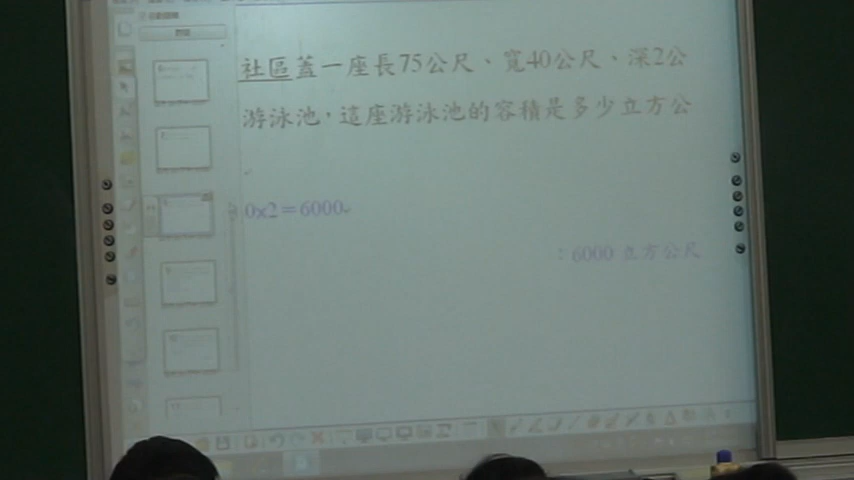 社區蓋一座長75公尺、寬40公尺、深2公
游泳池，這座游泳池的容積是多少立方公
0x2＝6000
：6000 立方公尺